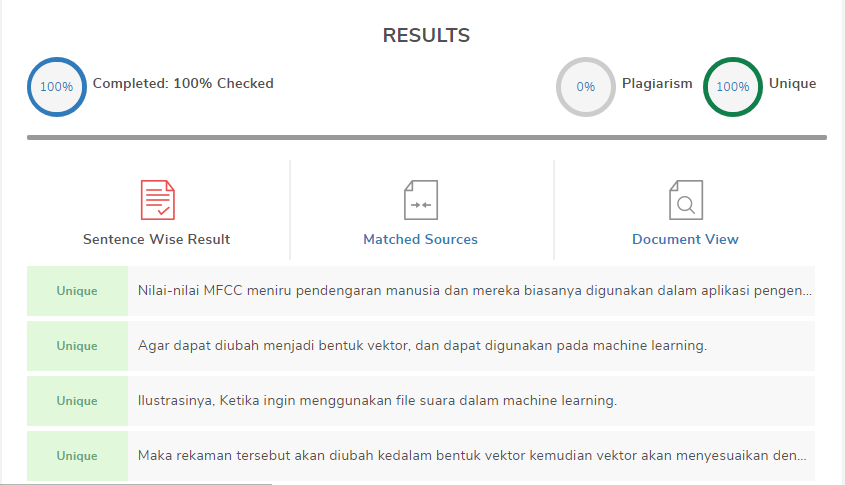 RESULTS
100% Completed: 100% Checked 0% Plagiarism 100% Unique
Sentence Wise Result Matched Sources Document View
Unique Nilai-nilai MFCC meniru pendengaran manusia dan mereka biasanya digunakan dalam aplikasi pengen...
Unique Agar dapat diubah menjadi bentuk vektor, dan dapat digunakan pada machine learning.
Unique Ilustrasinya, Ketika ingin menggunakan file suara dalam machine learning.
Unique Maka rekaman tersebut akan diubah kedalam bentuk vektor kemudian vektor akan menyesuaikan den...